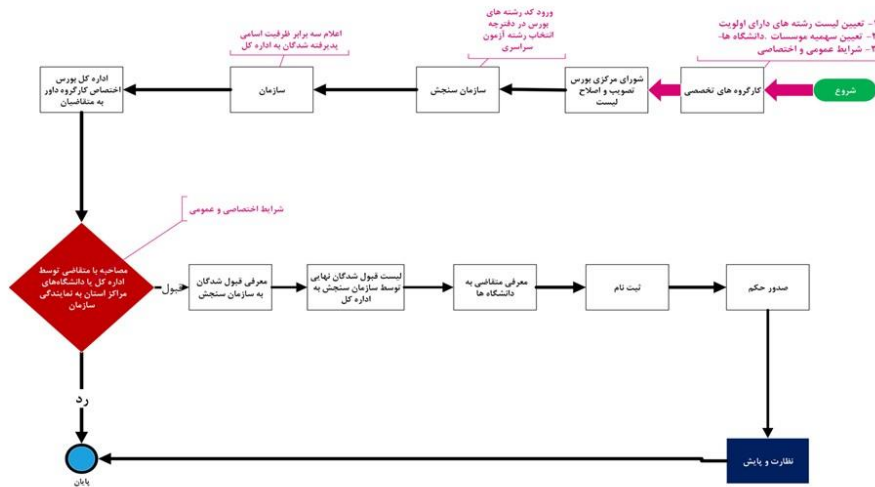 ۱- تعیین لیست رشته های دارای اولویت
۲- تعیین سهمیه موسسات .دانشگاه ها-
۳- شرایط عمومی و اختصاصی
ورود کد رشته های
بورس در دفترچه
انتخاب رشته آزمون
سراسری
اعلام سه برابر ظرفیت اسامی
پذیرفته شدگان به اداره کل
شروع
کارگروه های تخصصی
شورای مرکزی بورس
تصویب و اصلاح
لیست
سازمان سنجش
سازمان
اداره کل بورس
اختصاص کارگروه داور
به متقاضیان
شرایط اختصاصی و عمومی
مصاحبه با متقاضی توسط
اداره کل یا دانشگاه‌های
مراکز استان به نمایندگی
سازمان
قبول
معرفی قبول شدگان
به سازمان سنجش
لیست قبول شدگان نهایی
توسط سازمان سنجش به
اداره کل
معرفی متقاضی به
دانشگاه ها
ثبت نام
صدور حکم
رد
نظارت و پایش
پایان